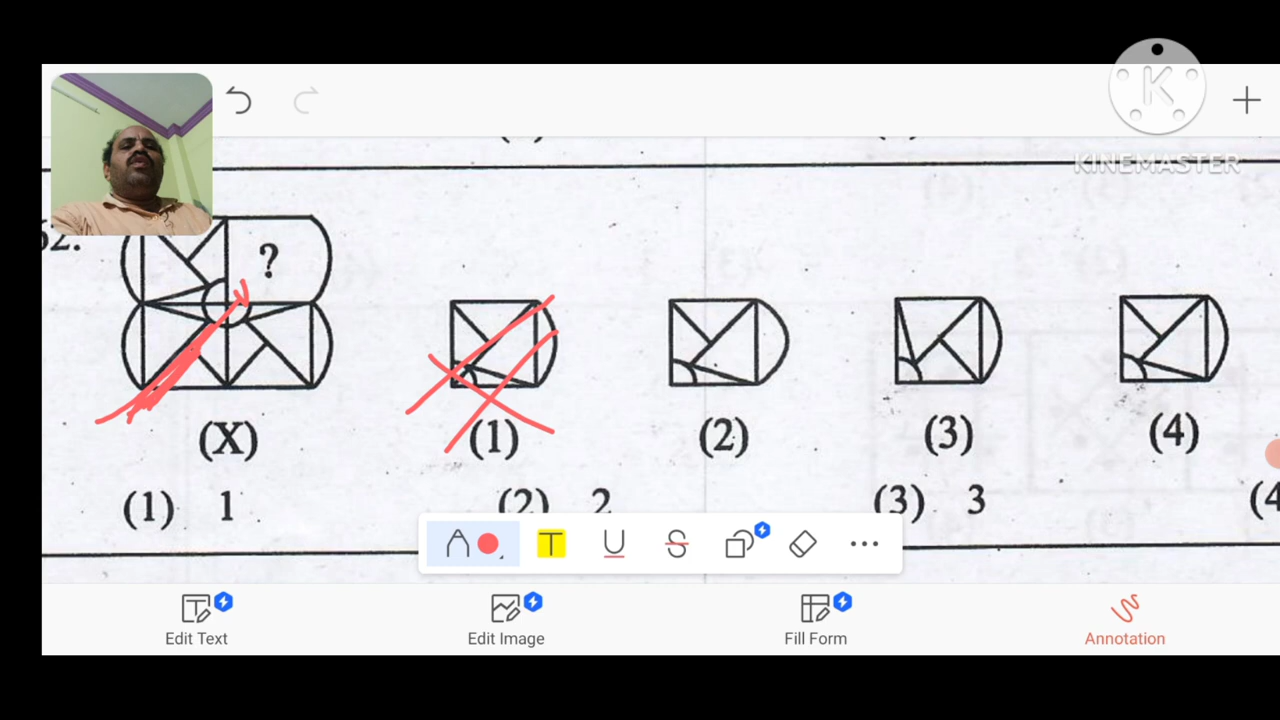 KINEMASTER
62.
?
(X) (1) (2) (3) (4)
(1) 1 (2) 2 (3) 3 (4
T U S
Edit Text Edit Image Fill Form Annotation